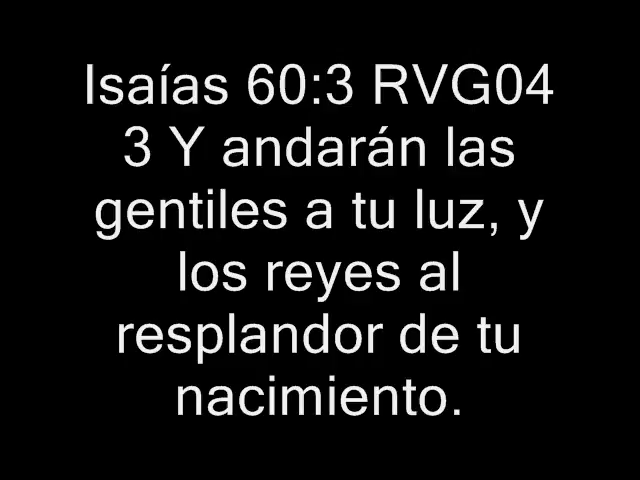 Isaías 60:3 RVG04
3 Y andarán las
gentiles a tu luz, y
los reyes al
resplandor de tu
nacimiento.